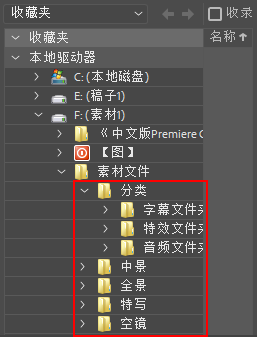 收藏夹
收录
收藏夹
名称
本地驱动器
C: (本地磁盘)
E: (稿子1)
F: (素材1)
《中文版Premiere
【图】
素材文件
分类
字幕文件夹
特效文件夹
音频文件夹
中景
全景
特写
空镜